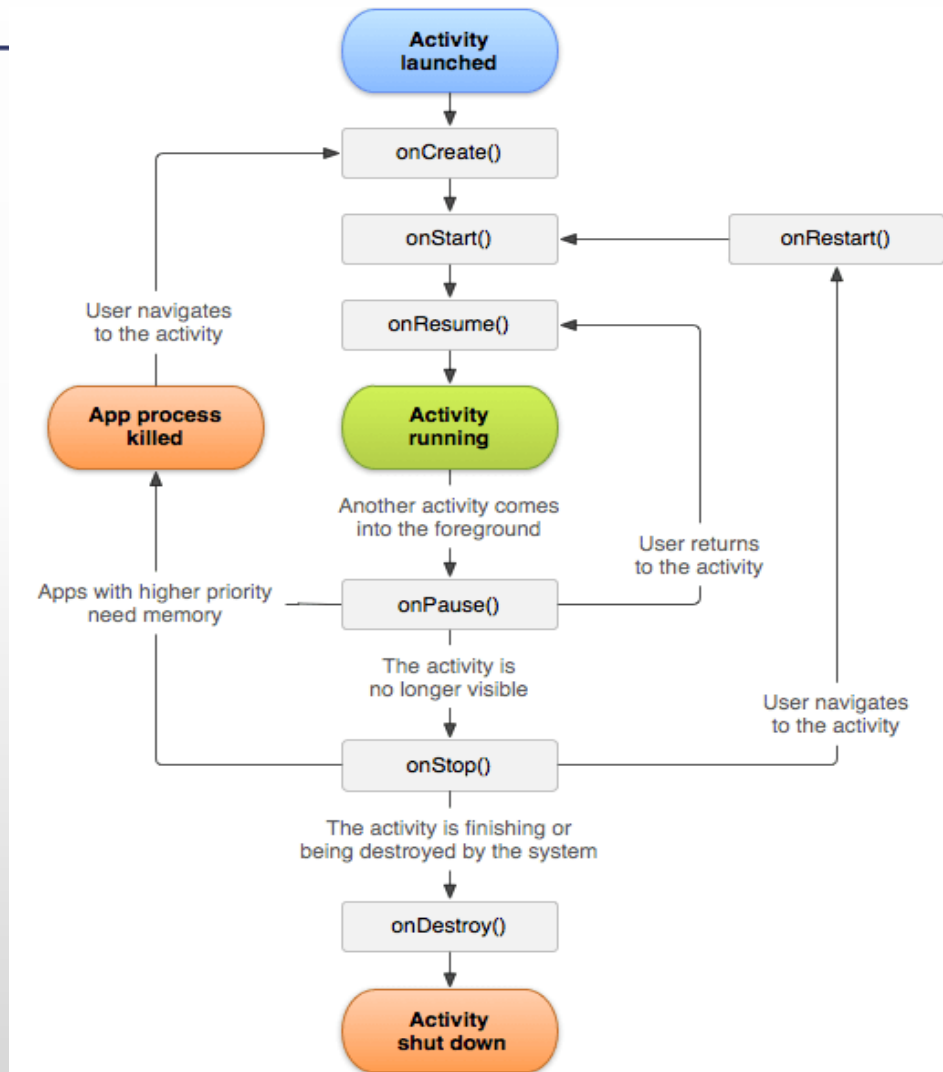 Activity
launched
onCreate()
onStart()
onRestart()
User navigates
to the activity
onResume()
App process
killed
Activity
running
Another activity comes
into the foreground
User returns
to the activity
Apps with higher priority
need memory
onPause()
The activity is
no longer visible
User navigates
to the activity
onStop()
The activity is finishing or
being destroyed by the system
onDestroy()
Activity
shut down